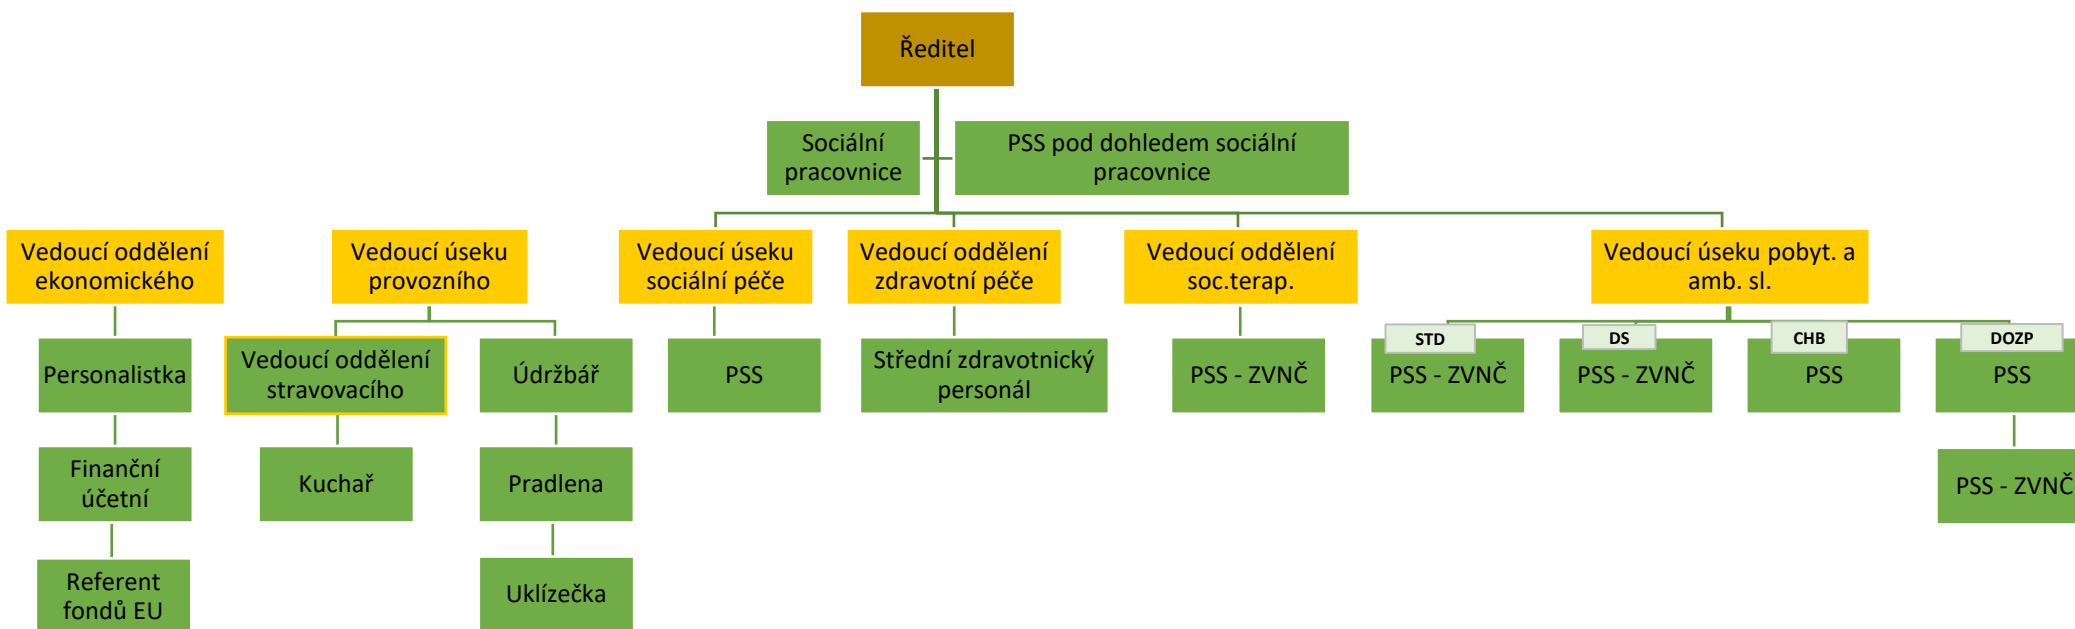 Ředitel
Sociální
pracovnice
PSS pod dohledem sociální
pracovnice
Vedoucí oddělení
ekonomického
Vedoucí úseku
provozního
Vedoucí úseku
sociální péče
Vedoucí oddělení
zdravotní péče
Vedoucí oddělení
soc.terap.
Vedoucí úseku pobyt. a
amb. sl.
Personalistka
Vedoucí oddělení
stravovacího
Údržbář
PSS
Střední zdravotnický
personál
PSS - ZVNČ
STD
PSS - ZVNČ
DS
PSS - ZVNČ
CHB
PSS
DOZP
PSS
Finanční
účetní
Kuchař
Pradlena
PSS - ZVNČ
Referent
fondů EU
Uklízečka